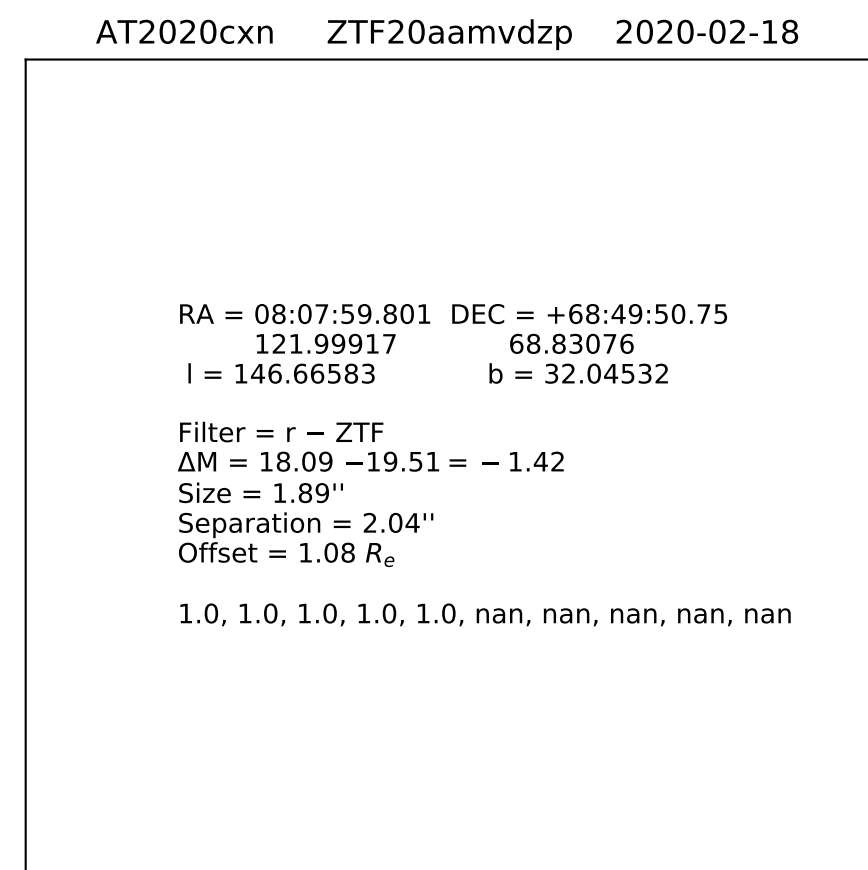 AT2020cxn ZTF20aamvdzp 2020-02-18
RA = 08:07:59.801 DEC = +68:49:50.75
121.99917 68.83076
l = 146.66583 b = 32.04532
Filter = r − ZTF
ΔM = 18.09 −19.51 = − 1.42
Size = 1.89''
Separation = 2.04''
Offset = 1.08 Rₑ
1.0, 1.0, 1.0, 1.0, 1.0, nan, nan, nan, nan, nan